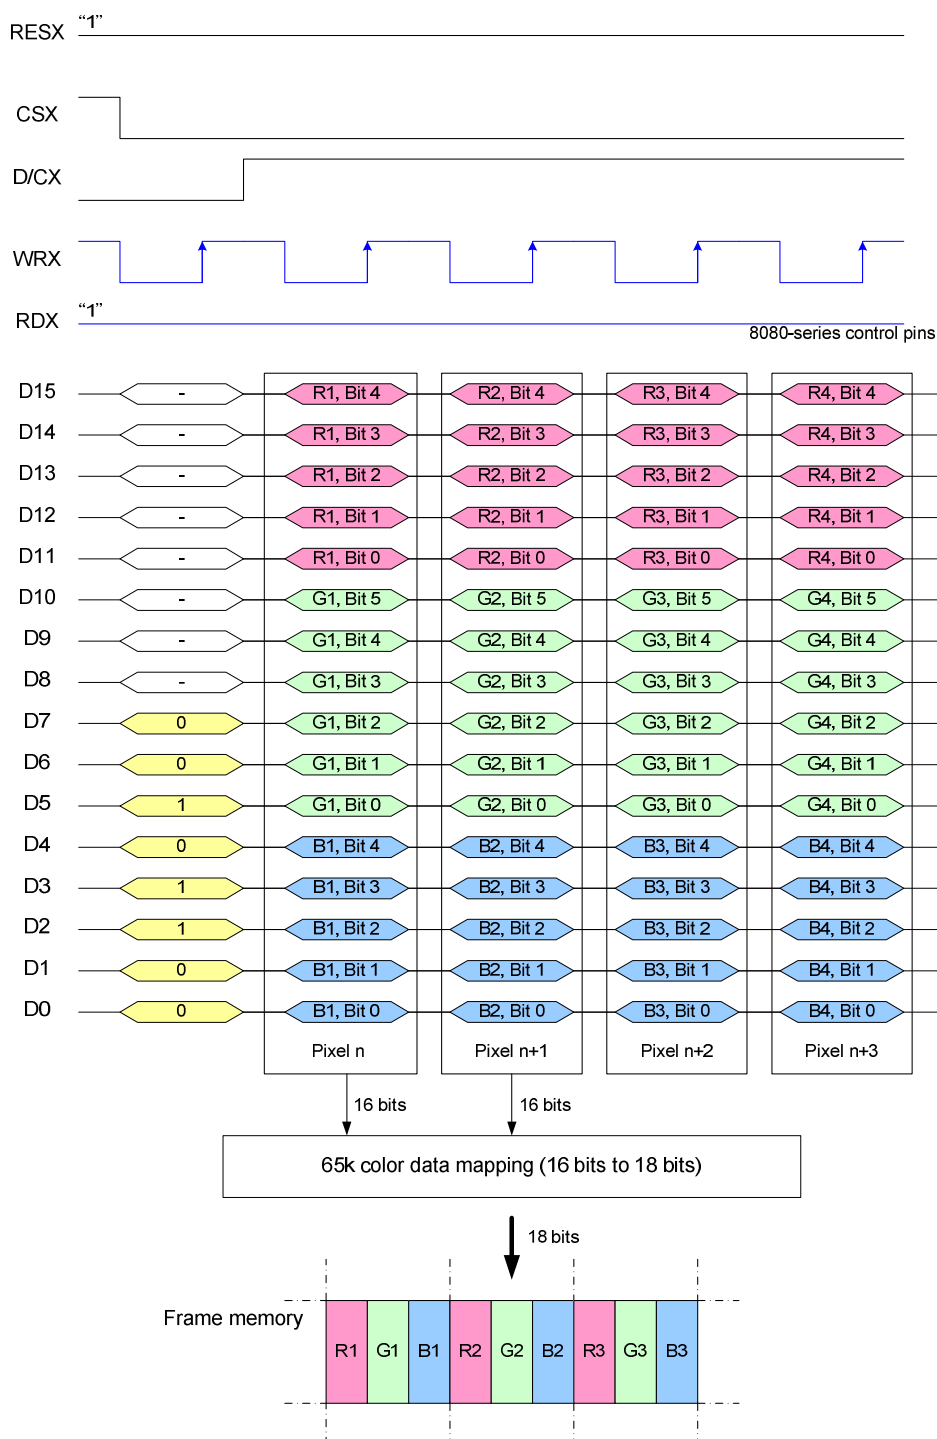 RESX "1"
CSX
D/CX
WRX
RDX "1"
8080-series control pins
D15 - R1, Bit 4 R2, Bit 4 R3, Bit 4 R4, Bit 4
D14 - R1, Bit 3 R2, Bit 3 R3, Bit 3 R4, Bit 3
D13 - R1, Bit 2 R2, Bit 2 R3, Bit 2 R4, Bit 2
D12 - R1, Bit 1 R2, Bit 1 R3, Bit 1 R4, Bit 1
D11 - R1, Bit 0 R2, Bit 0 R3, Bit 0 R4, Bit 0
D10 - G1, Bit 5 G2, Bit 5 G3, Bit 5 G4, Bit 5
D9 - G1, Bit 4 G2, Bit 4 G3, Bit 4 G4, Bit 4
D8 - G1, Bit 3 G2, Bit 3 G3, Bit 3 G4, Bit 3
D7 0 G1, Bit 2 G2, Bit 2 G3, Bit 2 G4, Bit 2
D6 0 G1, Bit 1 G2, Bit 1 G3, Bit 1 G4, Bit 1
D5 1 G1, Bit 0 G2, Bit 0 G3, Bit 0 G4, Bit 0
D4 0 B1, Bit 4 B2, Bit 4 B3, Bit 4 B4, Bit 4
D3 1 B1, Bit 3 B2, Bit 3 B3, Bit 3 B4, Bit 3
D2 1 B1, Bit 2 B2, Bit 2 B3, Bit 2 B4, Bit 2
D1 0 B1, Bit 1 B2, Bit 1 B3, Bit 1 B4, Bit 1
D0 0 B1, Bit 0 B2, Bit 0 B3, Bit 0 B4, Bit 0
Pixel n Pixel n+1 Pixel n+2 Pixel n+3
16 bits 16 bits
65k color data mapping (16 bits to 18 bits)
18 bits
Frame memory
R1 G1 B1 R2 G2 B2 R3 G3 B3